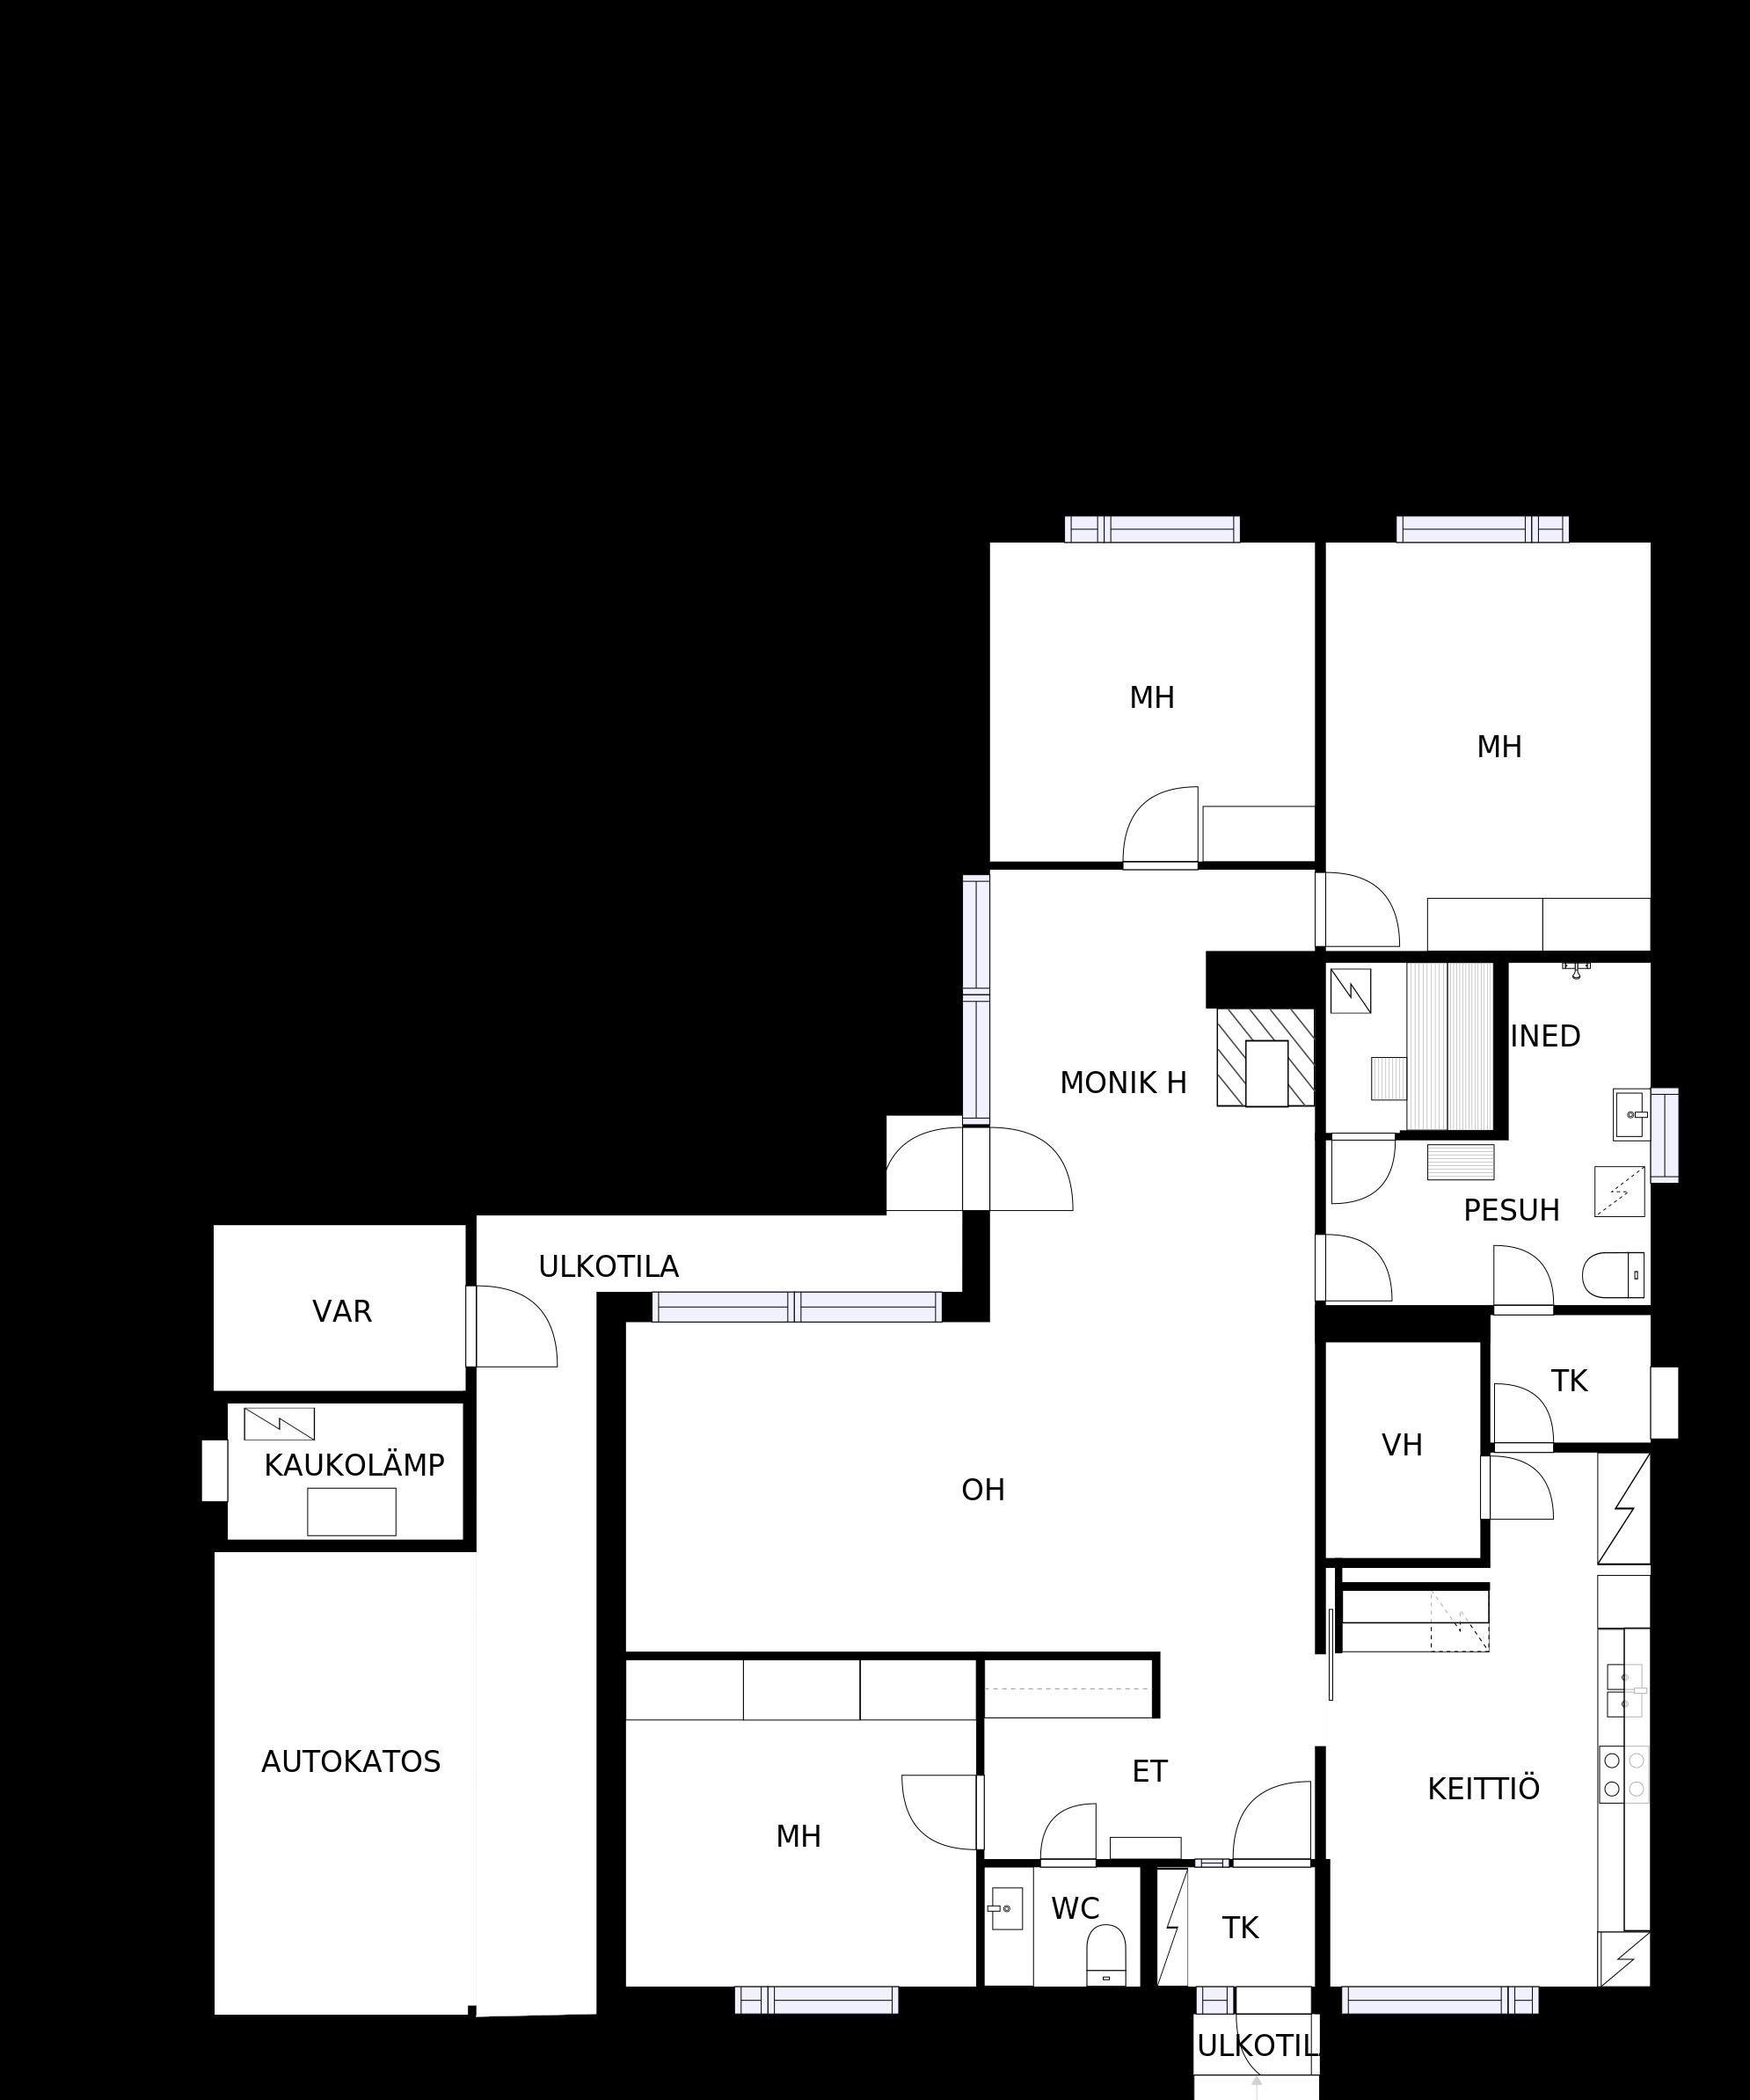 MH
MH
INED
MONIK H
PESUH
ULKOTILA
VAR
TK
VH
KAUKOLÄMP
OH
AUTOKATOS
ET
KEITTIÖ
MH
WC
TK
ULKOTIL